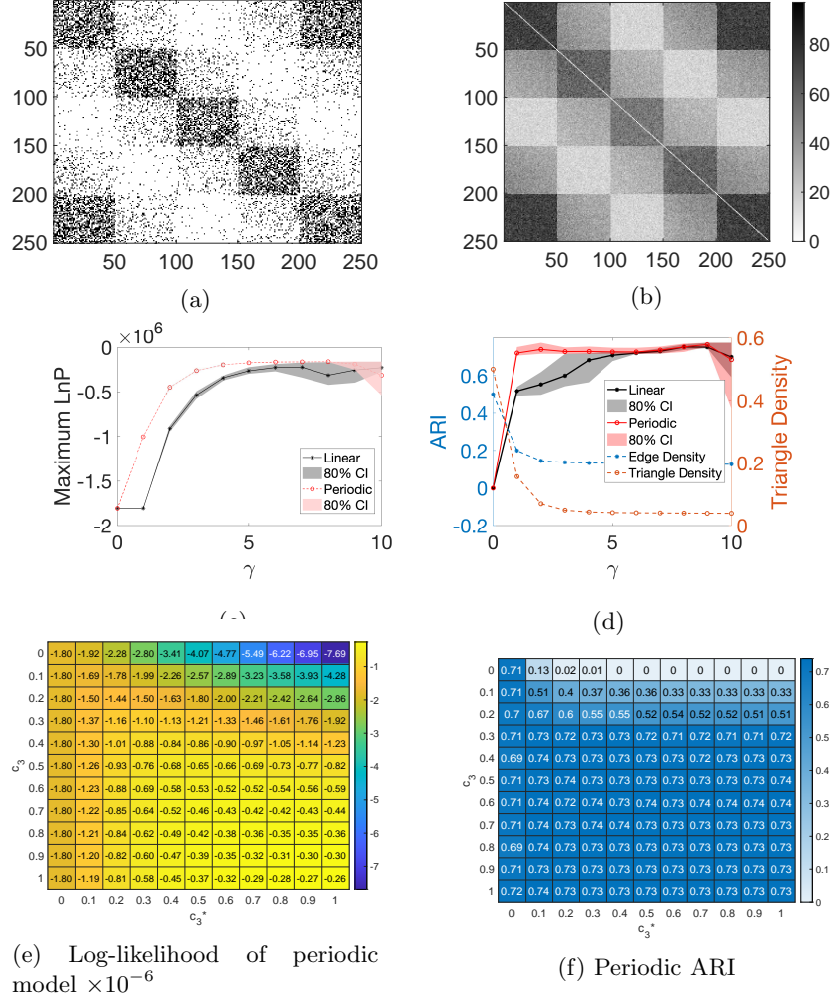 50
100
150
200
250
50 100 150 200 250
(a)
50
100
150
200
250
50 100 150 200 250
80
60
40
20
0
(b)
×10^6
0
-0.5
-1
-1.5
-2
Maximum LnP
0 5 10
γ
Linear
80% CI
Periodic
80% CI
0.6
0.4
0.2
0
-0.2
ARI
0.6
0.4
0.2
0
Triangle Density
0 5 10
γ
Linear
80% CI
Periodic
80% CI
Edge Density
Triangle Density
(d)
0 -1.80 -1.92 -2.28 -2.80 -3.41 -4.07 -4.77 -5.49 -6.22 -6.95 -7.69
0.1 -1.80 -1.69 -1.78 -1.99 -2.26 -2.57 -2.89 -3.23 -3.58 -3.93 -4.28
0.2 -1.80 -1.50 -1.44 -1.50 -1.63 -1.80 -2.00 -2.21 -2.42 -2.64 -2.86
0.3 -1.80 -1.37 -1.16 -1.10 -1.13 -1.21 -1.33 -1.46 -1.61 -1.76 -1.92
0.4 -1.80 -1.30 -1.01 -0.88 -0.84 -0.86 -0.90 -0.97 -1.05 -1.14 -1.23
0.5 -1.80 -1.26 -0.93 -0.76 -0.68 -0.65 -0.66 -0.69 -0.73 -0.77 -0.82
0.6 -1.80 -1.23 -0.88 -0.69 -0.58 -0.53 -0.52 -0.52 -0.54 -0.56 -0.59
0.7 -1.80 -1.22 -0.85 -0.64 -0.52 -0.46 -0.43 -0.42 -0.42 -0.43 -0.44
0.8 -1.80 -1.21 -0.84 -0.62 -0.49 -0.42 -0.38 -0.36 -0.35 -0.35 -0.36
0.9 -1.80 -1.20 -0.82 -0.60 -0.47 -0.39 -0.35 -0.32 -0.31 -0.30 -0.30
1 -1.80 -1.19 -0.81 -0.58 -0.45 -0.37 -0.32 -0.29 -0.28 -0.27 -0.26
0 0.1 0.2 0.3 0.4 0.5 0.6 0.7 0.8 0.9 1
c3
c3*
-1
-2
-3
-4
-5
-6
-7
(e) Log-likelihood of periodic
model ×10^−6
0 0.71 0.13 0.02 0.01 0 0 0 0 0 0 0
0.1 0.71 0.51 0.4 0.37 0.36 0.36 0.33 0.33 0.33 0.33 0.33
0.2 0.7 0.67 0.6 0.55 0.55 0.52 0.54 0.52 0.52 0.51 0.51
0.3 0.71 0.73 0.72 0.73 0.73 0.72 0.71 0.72 0.71 0.71 0.72
0.4 0.69 0.74 0.73 0.73 0.73 0.73 0.73 0.73 0.73 0.73 0.73
0.5 0.71 0.73 0.74 0.73 0.73 0.73 0.73 0.73 0.73 0.73 0.74
0.6 0.71 0.73 0.72 0.74 0.73 0.74 0.74 0.74 0.73 0.73 0.74
0.7 0.71 0.74 0.74 0.73 0.73 0.73 0.73 0.73 0.73 0.73 0.73
0.8 0.69 0.74 0.73 0.73 0.73 0.73 0.73 0.73 0.73 0.73 0.73
0.9 0.71 0.73 0.73 0.73 0.73 0.73 0.73 0.73 0.73 0.73 0.73
1 0.72 0.74 0.73 0.73 0.73 0.73 0.73 0.73 0.73 0.73 0.73
0 0.1 0.2 0.3 0.4 0.5 0.6 0.7 0.8 0.9 1
c3
c3*
0.7
0.6
0.5
0.4
0.3
0.2
0.1
0
(f) Periodic ARI